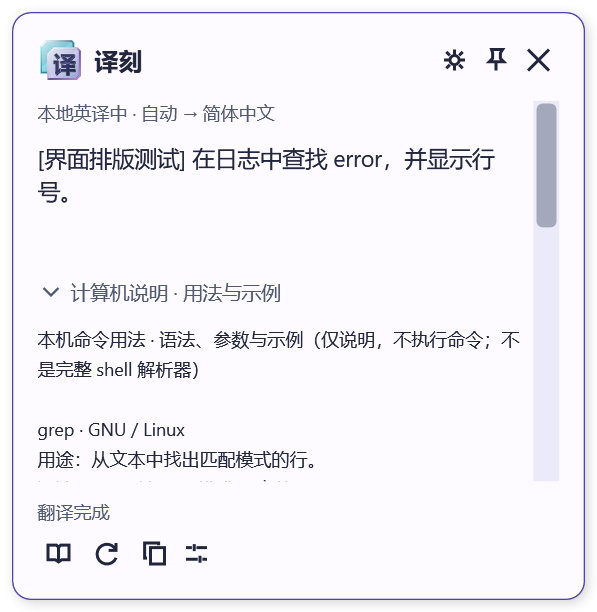 译 译刻
本地英译中 · 自动 → 简体中文
[界面排版测试] 在日志中查找 error，并显示行
号。
计算机说明 · 用法与示例
本机命令用法 · 语法、参数与示例（仅说明，不执行命令；不
是完整 shell 解析器）
grep · GNU / Linux
用途：从文本中找出匹配模式的行。
翻译完成